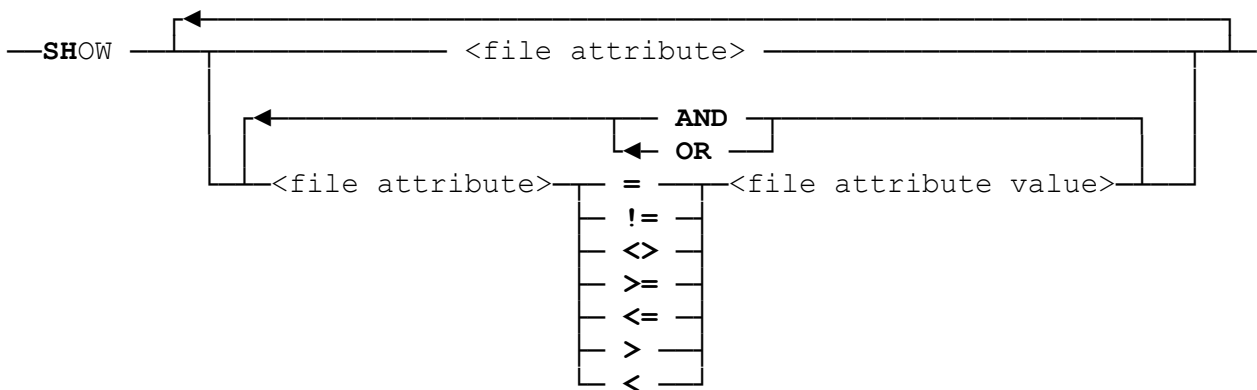 SHOW <file attribute>
AND
OR
<file attribute> = <file attribute value>
!=
<>
>=
<=
>
<